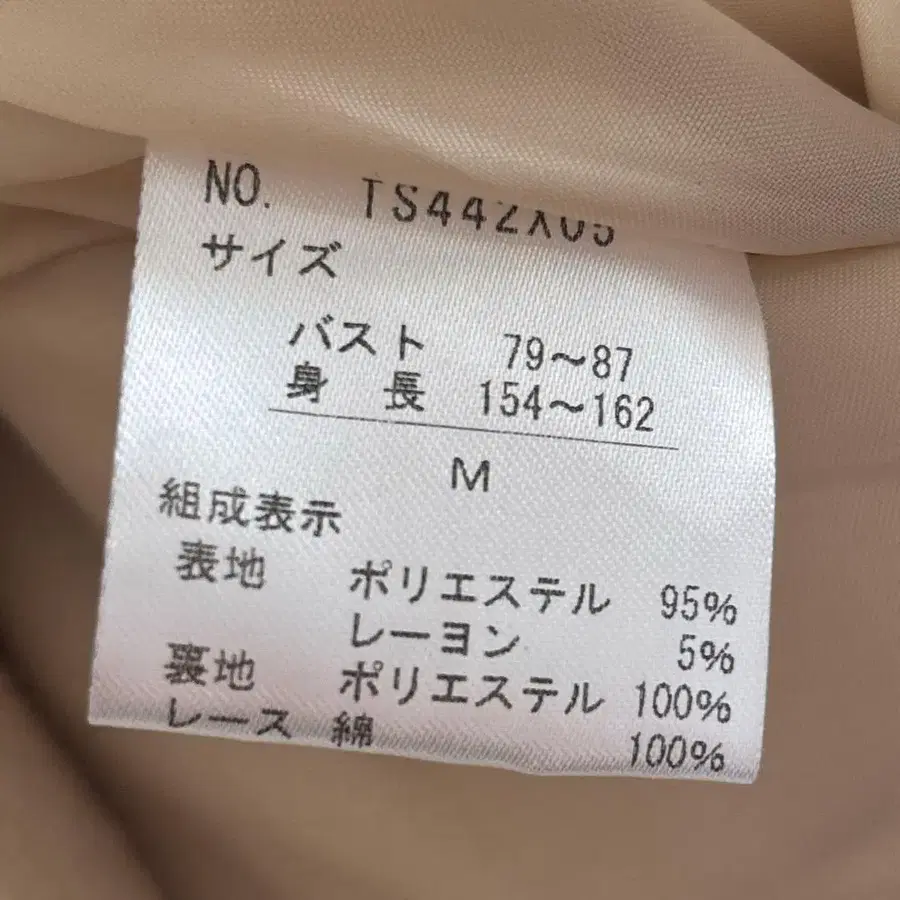 NO. TS442X05
サイズ
バスト 79～87
身長 154～162
M
組成表示
表地 ポリエステル 95%
レーヨン 5%
裏地 ポリエステル 100%
レース 綿 100%